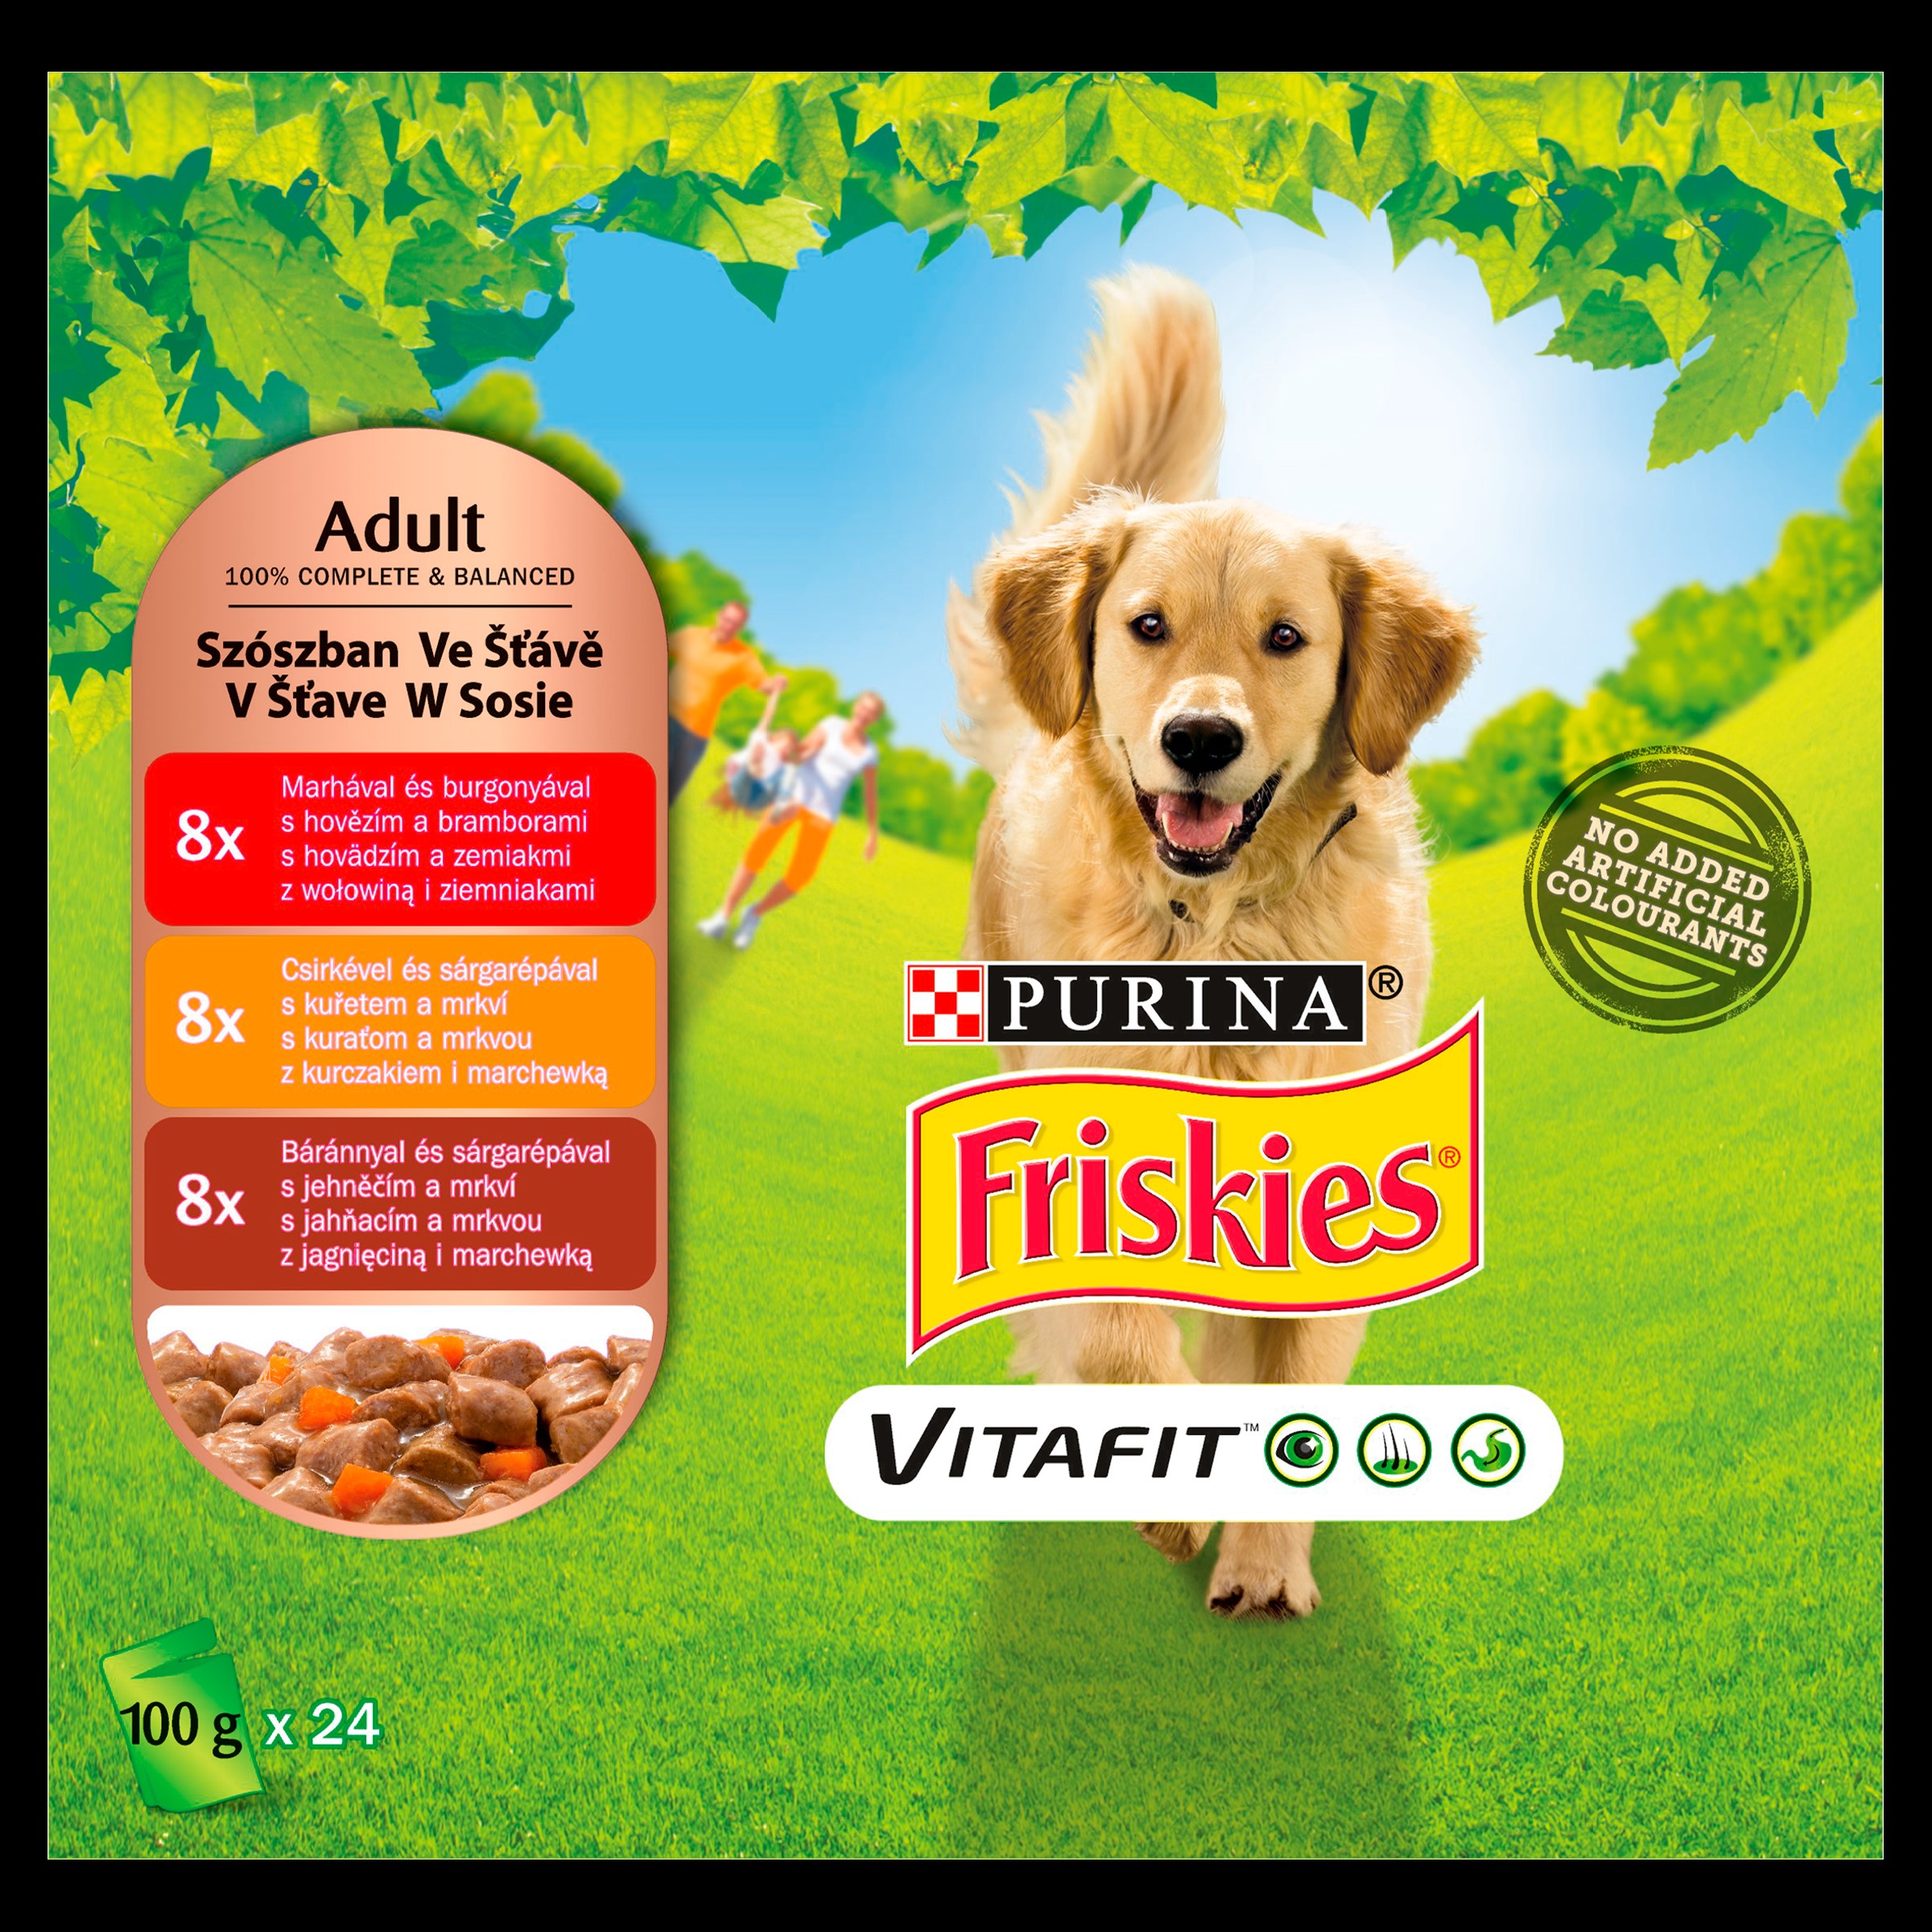 Adult
100% COMPLETE & BALANCED
Szószban Ve Šťávě
V Šťave W Sosie
8x
Marhával és burgonyával
s hovězím a bramborami
s hovädzím a zemiakmi
z wołowiną i ziemniakami
8x
Csirkével és sárgarépával
s kuřetem a mrkví
s kuraťom a mrkvou
z kurczakiem i marchewką
8x
Báránnyal és sárgarépával
s jehněčím a mrkví
s jahňacím a mrkvou
z jagnięciną i marchewką
NO ADDED
ARTIFICIAL
COLOURANTS
PURINA®
Friskies®
VITAFIT™
100 g x 24